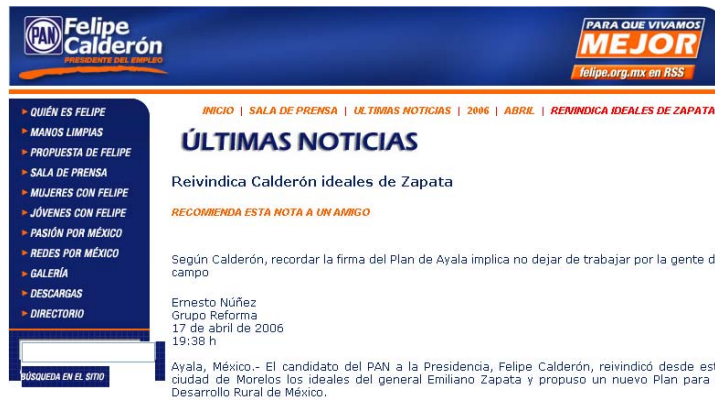 PAN
Felipe
Calderón
PRESIDENTE DEL EMPLEO
PARA QUE VIVAMOS
MEJOR
felipe.org.mx en RSS
QUIÉN ES FELIPE
MANOS LIMPIAS
PROPUESTA DE FELIPE
SALA DE PRENSA
MUJERES CON FELIPE
JÓVENES CON FELIPE
PASIÓN POR MÉXICO
REDES POR MÉXICO
GALERÍA
DESCARGAS
DIRECTORIO
BÚSQUEDA EN EL SITIO
INICIO | SALA DE PRENSA | ULTIMAS NOTICIAS | 2006 | ABRIL | REIVINDICA IDEALES DE ZAPATA
ÚLTIMAS NOTICIAS
Reivindica Calderón ideales de Zapata
RECOMIENDA ESTA NOTA A UN AMIGO
Según Calderón, recordar la firma del Plan de Ayala implica no dejar de trabajar por la gente d
campo
Ernesto Núñez
Grupo Reforma
17 de abril de 2006
19:38 h
Ayala, México.- El candidato del PAN a la Presidencia, Felipe Calderón, reivindicó desde est
ciudad de Morelos los ideales del general Emiliano Zapata y propuso un nuevo Plan para
Desarrollo Rural de México.